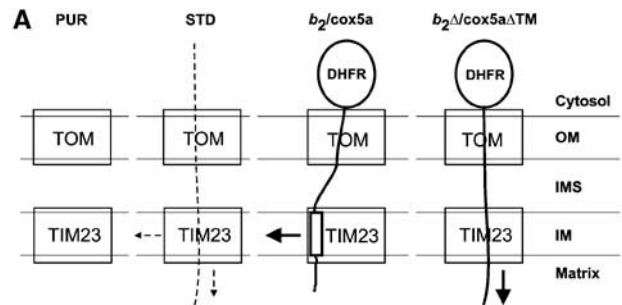 A
PUR STD b₂/cox5a b₂Δ/cox5aΔTM
DHFR DHFR
Cytosol
TOM TOM TOM TOM OM
IMS
TIM23 TIM23 TIM23 TIM23 IM
Matrix